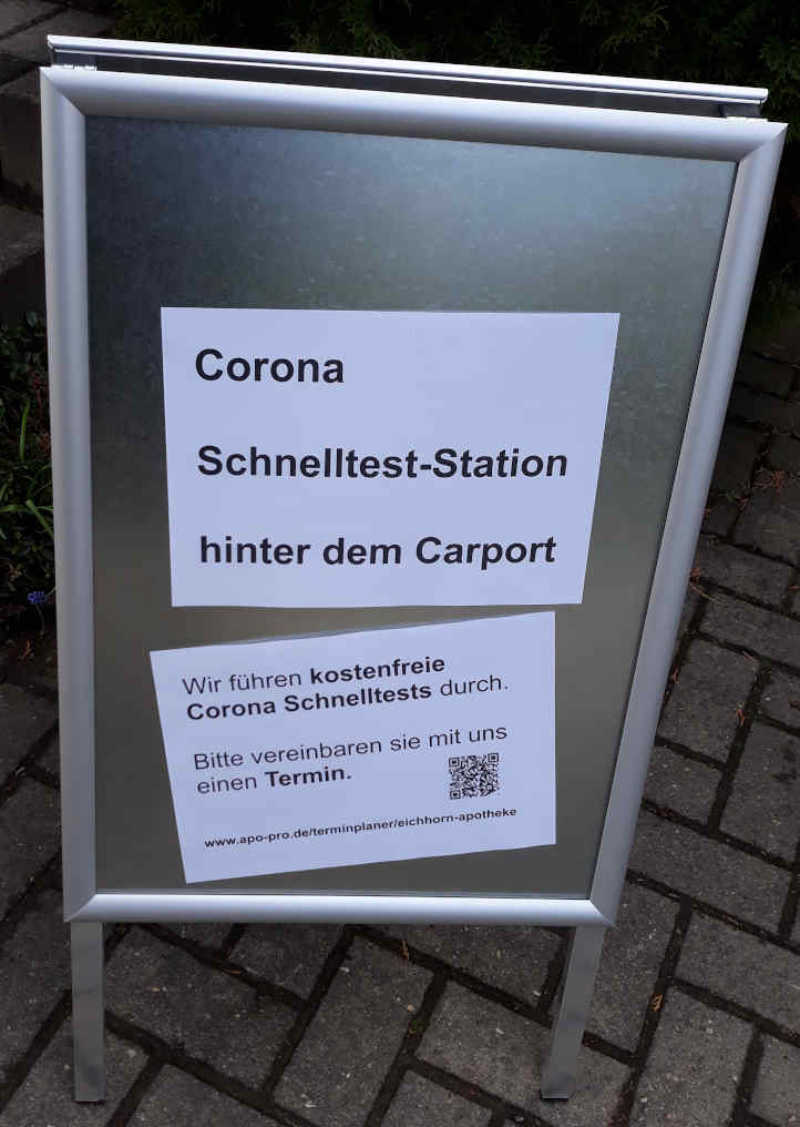 Corona
Schnelltest-Station
hinter dem Carport
Wir führen kostenfreie
Corona Schnelltests durch.
Bitte vereinbaren sie mit uns
einen Termin.
www.apo-pro.de/terminplaner/eichhorn-apotheke